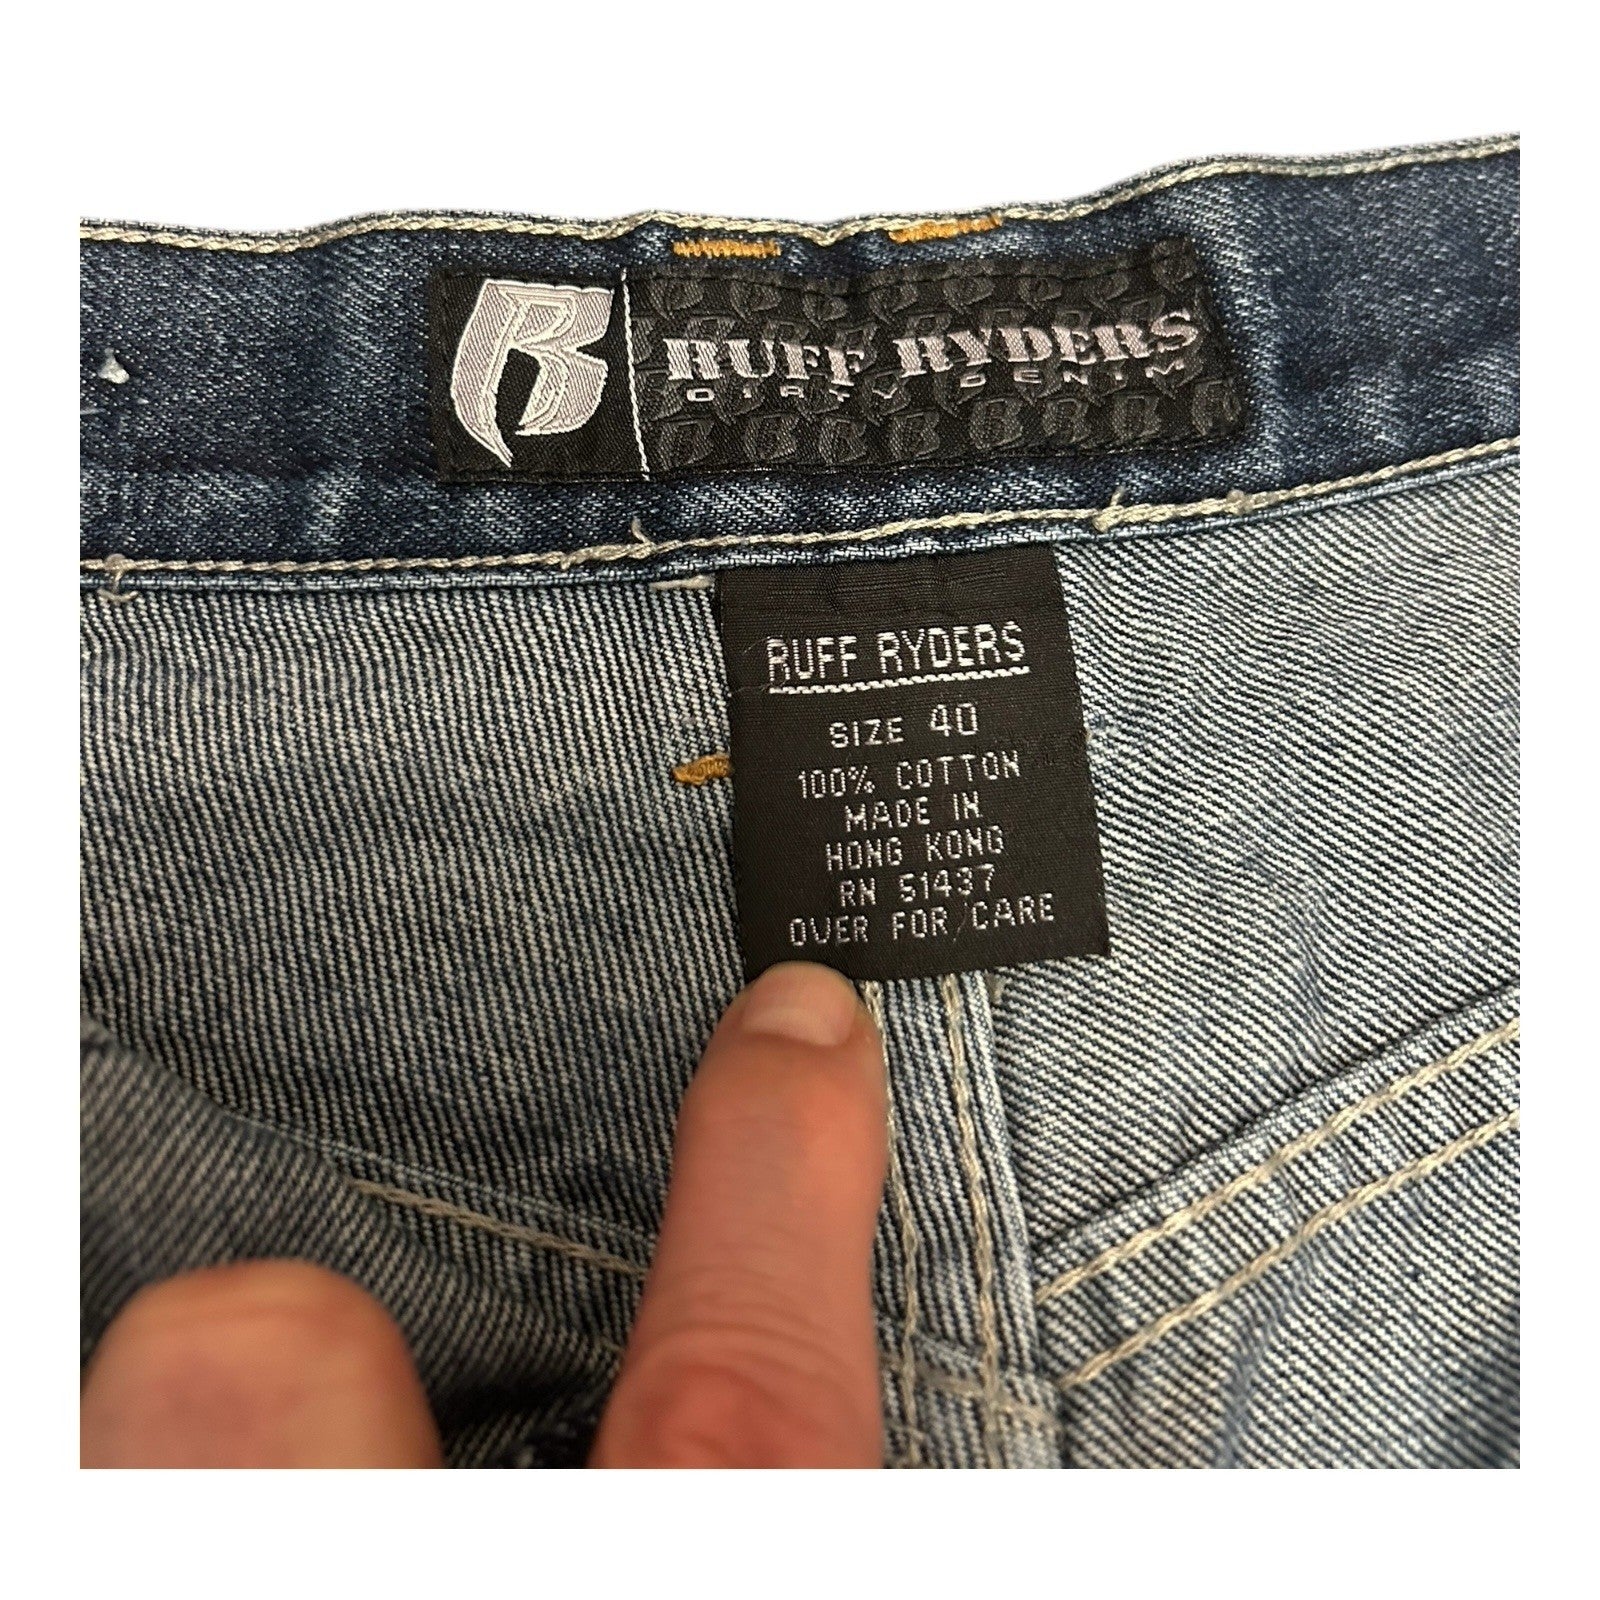 R
RUFF RYDERS
DIRTY DENIM
RUFF RYDERS
SIZE 40
100% COTTON
MADE IN
HONG KONG
RN 51437
OVER FOR CARE